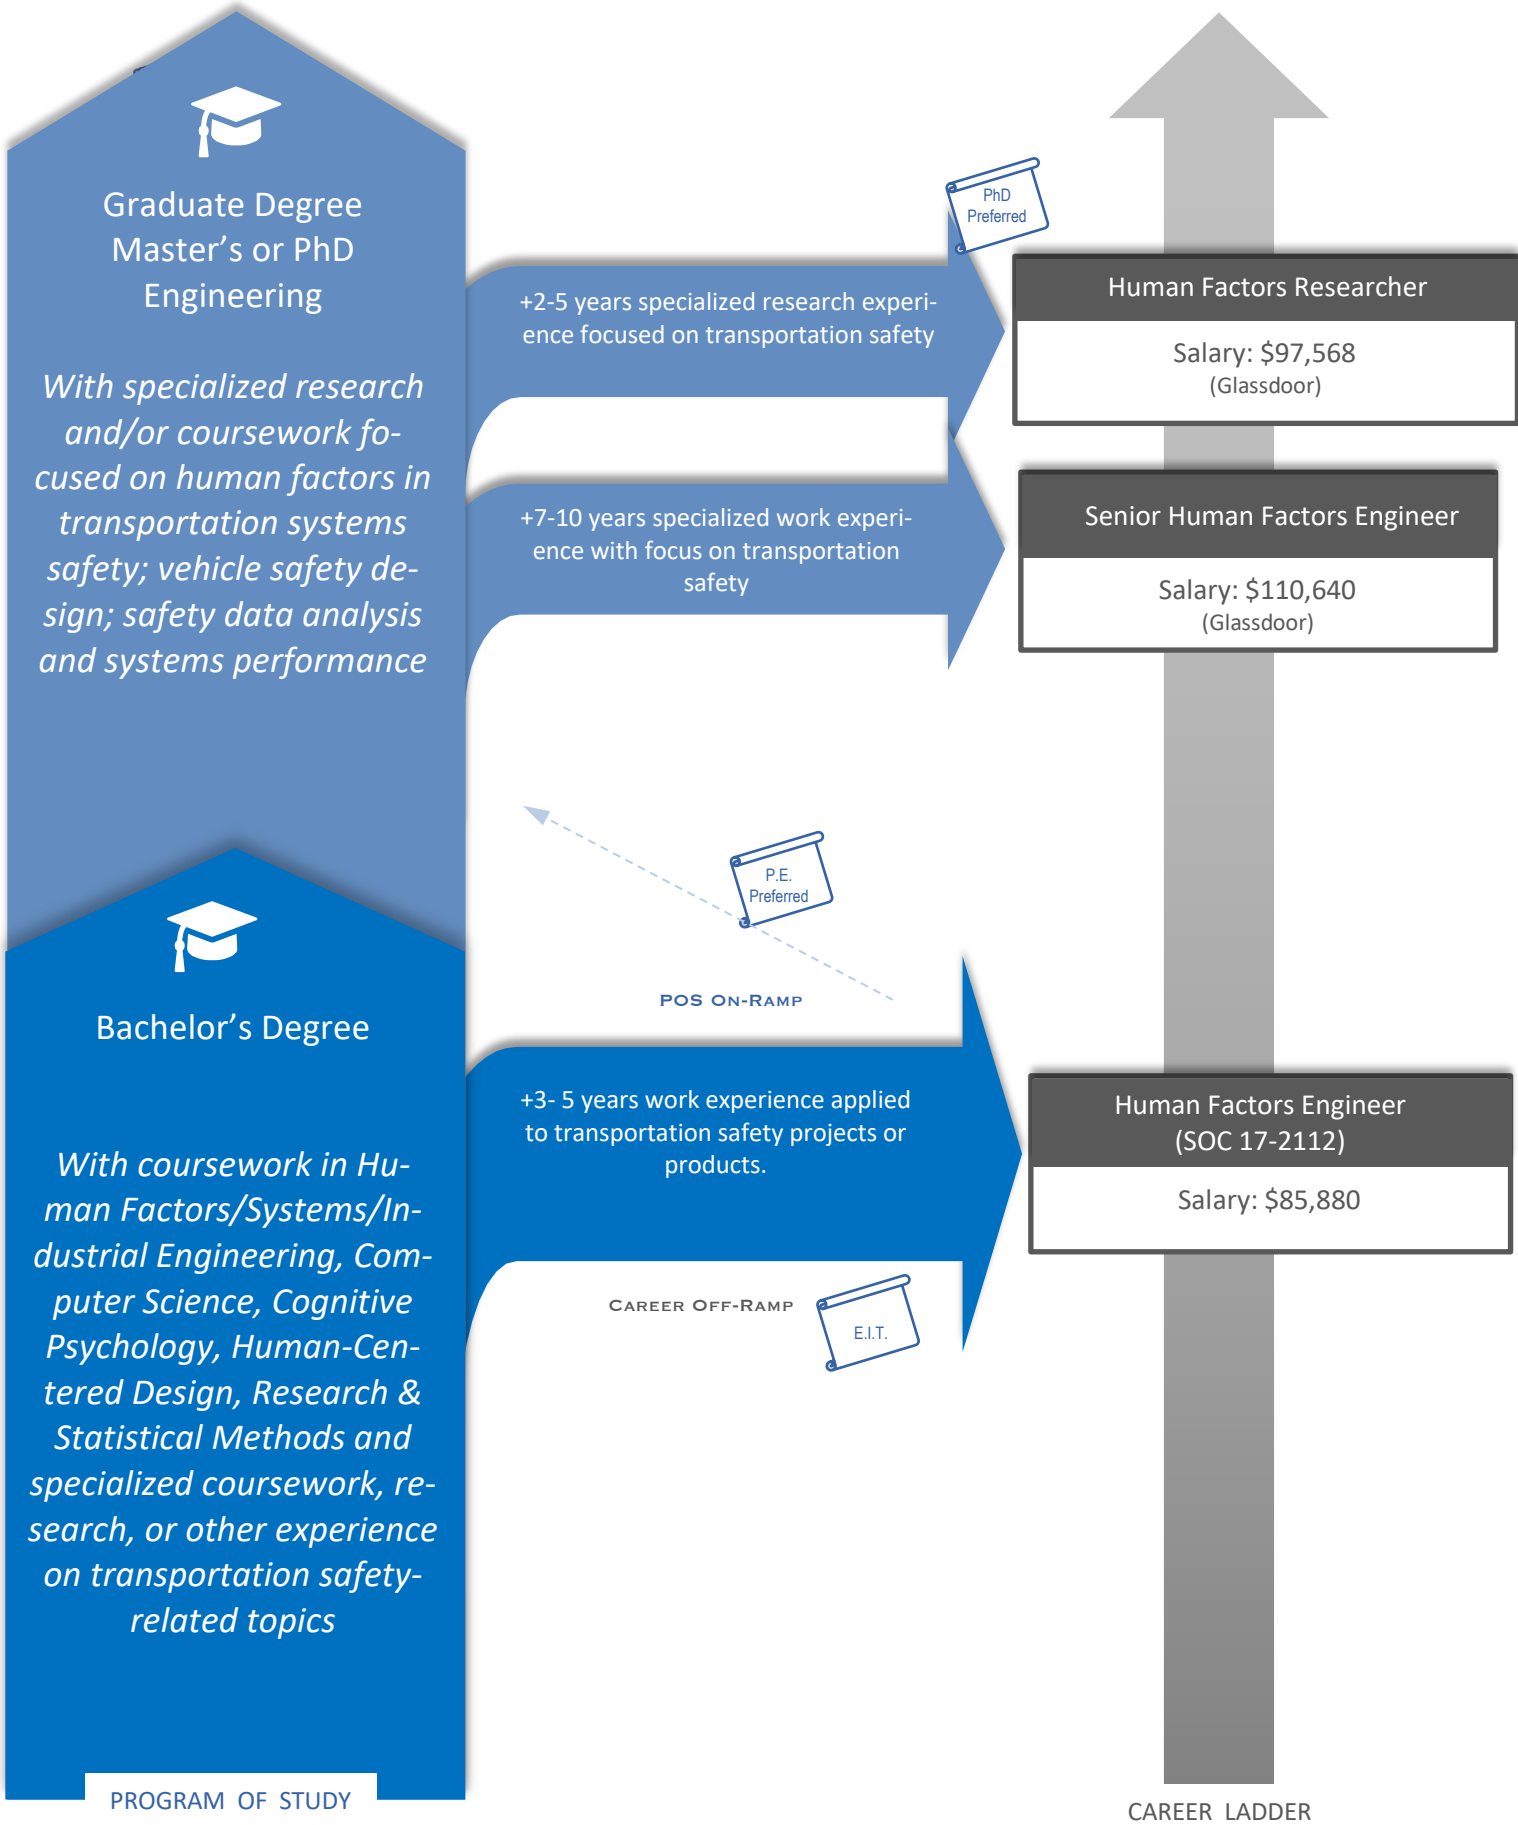 Graduate Degree
Master’s or PhD
Engineering
With specialized research
and/or coursework fo-
cused on human factors in
transportation systems
safety; vehicle safety de-
sign; safety data analysis
and systems performance
PhD
Preferred
+2-5 years specialized research experi-
ence focused on transportation safety
Human Factors Researcher
Salary: $97,568
(Glassdoor)
+7-10 years specialized work experi-
ence with focus on transportation
safety
Senior Human Factors Engineer
Salary: $110,640
(Glassdoor)
P.E.
Preferred
POS On-Ramp
Bachelor’s Degree
With coursework in Hu-
man Factors/Systems/In-
dustrial Engineering, Com-
puter Science, Cognitive
Psychology, Human-Cen-
tered Design, Research &
Statistical Methods and
specialized coursework, re-
search, or other experience
on transportation safety-
related topics
+3- 5 years work experience applied
to transportation safety projects or
products.
Human Factors Engineer
(SOC 17-2112)
Salary: $85,880
Career Off-Ramp
E.I.T.
PROGRAM OF STUDY
CAREER LADDER